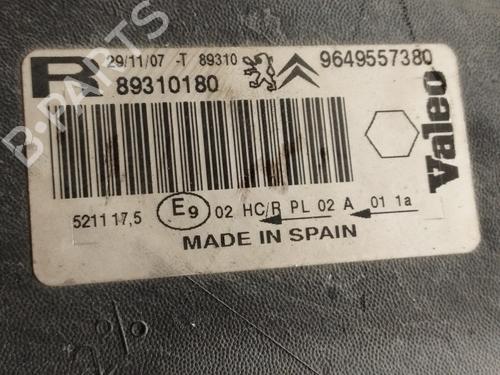 R 29/11/07 -T 89310 9649557380
89310180
Valeo
5211 17,5 E9 02 HC/R PL 02 A 01 1a
MADE IN SPAIN
2%
B-PARTS